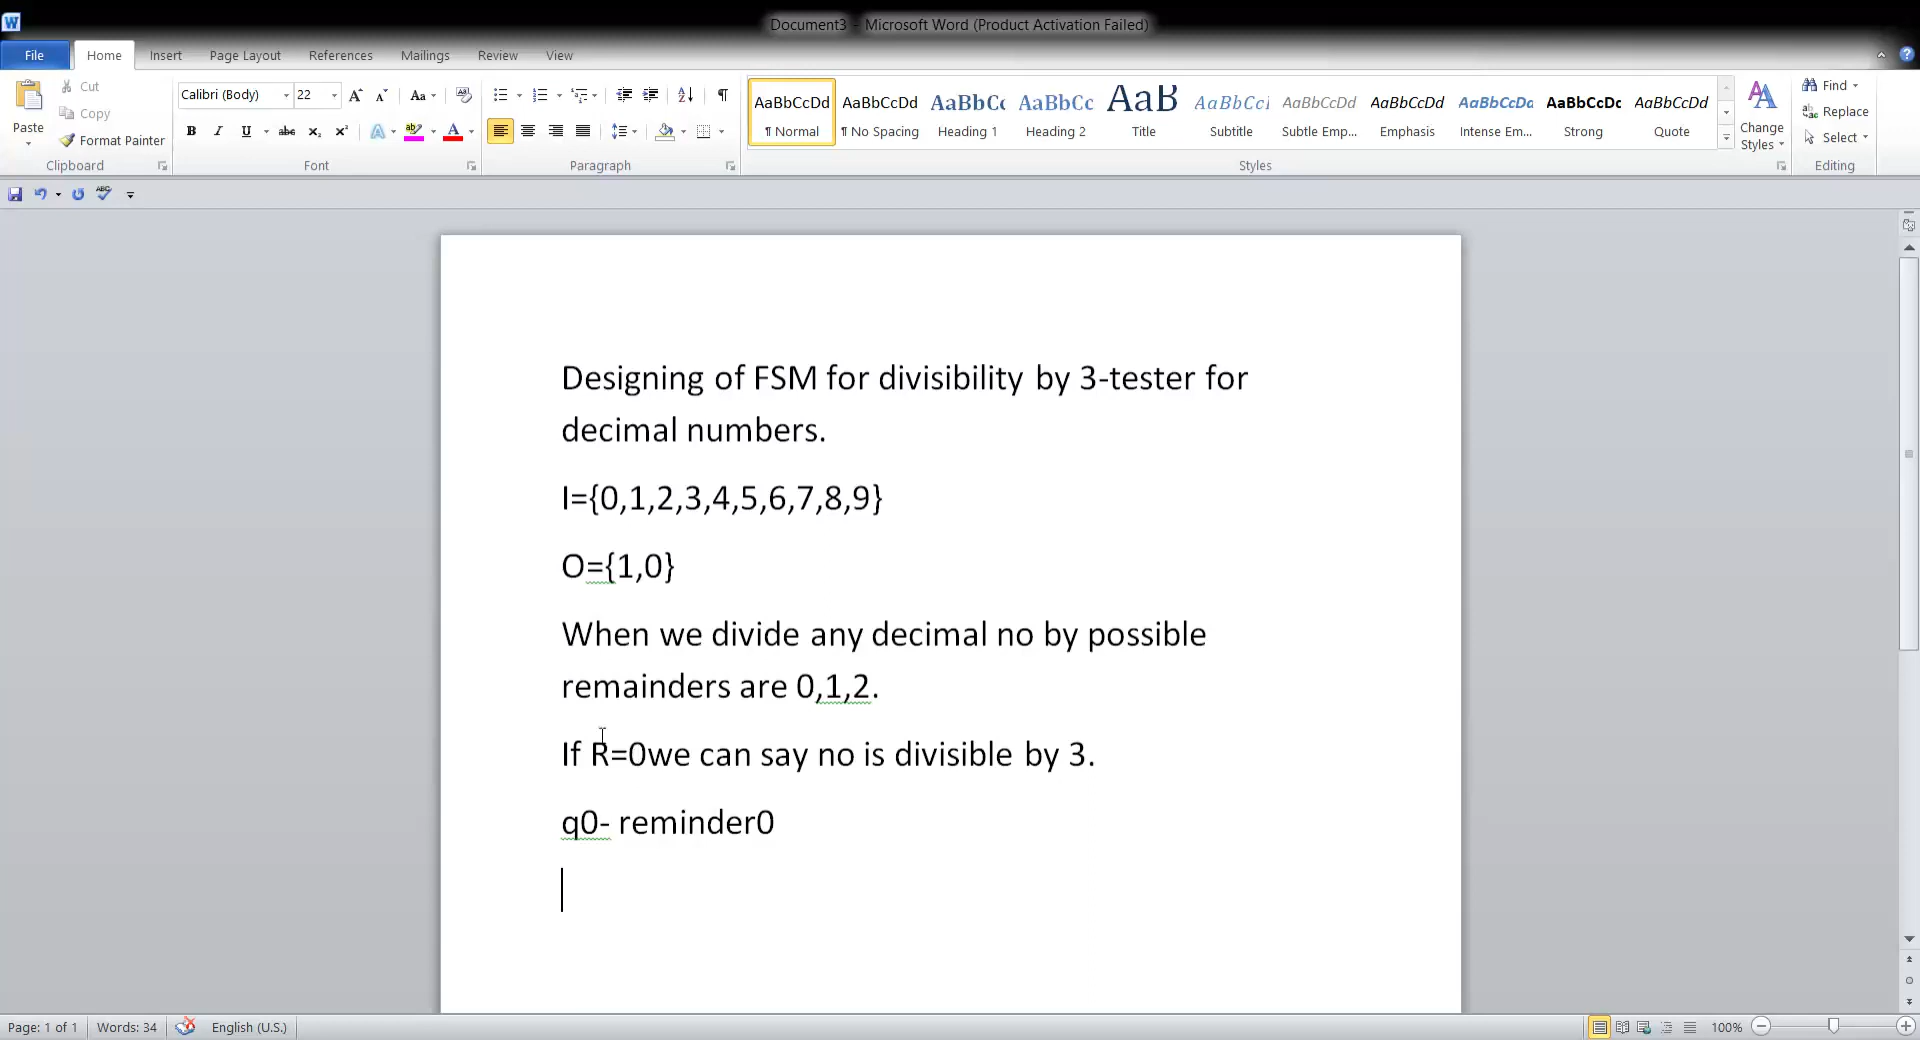 Document3 - Microsoft Word (Product Activation Failed)
File Home Insert Page Layout References Mailings Review View
Paste
Cut
Copy
Format Painter
Clipboard
Calibri (Body) 22
Font
Paragraph
AaBbCcDd AaBbCcDd AaBbCc AaBbCc AaB AaBbCcI AaBbCcDd AaBbCcDd AaBbCcDd AaBbCcDc AaBbCcDd
¶ Normal ¶ No Spacing Heading 1 Heading 2 Title Subtitle Subtle Emp... Emphasis Intense Em... Strong Quote
Styles
Change
Styles
Find
Replace
Select
Editing
Designing of FSM for divisibility by 3-tester for
decimal numbers.
I={0,1,2,3,4,5,6,7,8,9}
O={1,0}
When we divide any decimal no by possible
remainders are 0,1,2.
If R=0we can say no is divisible by 3.
q0- reminder0
Page: 1 of 1 Words: 34 English (U.S.) 100%